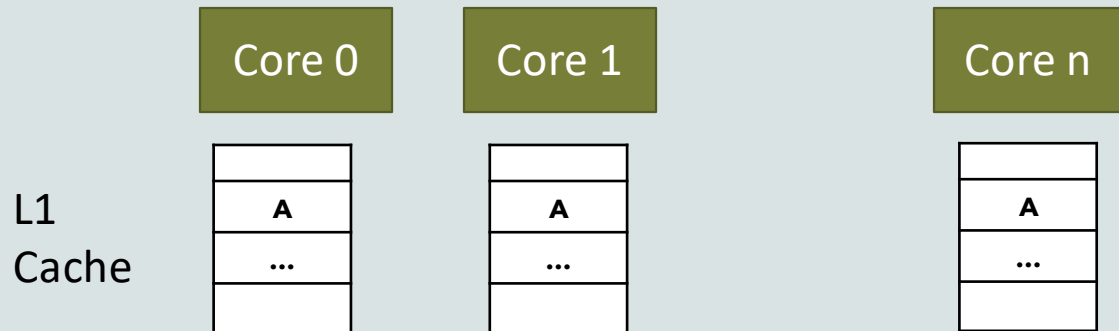 Core 0 Core 1 Core n
L1 A A A
Cache ... ... ...